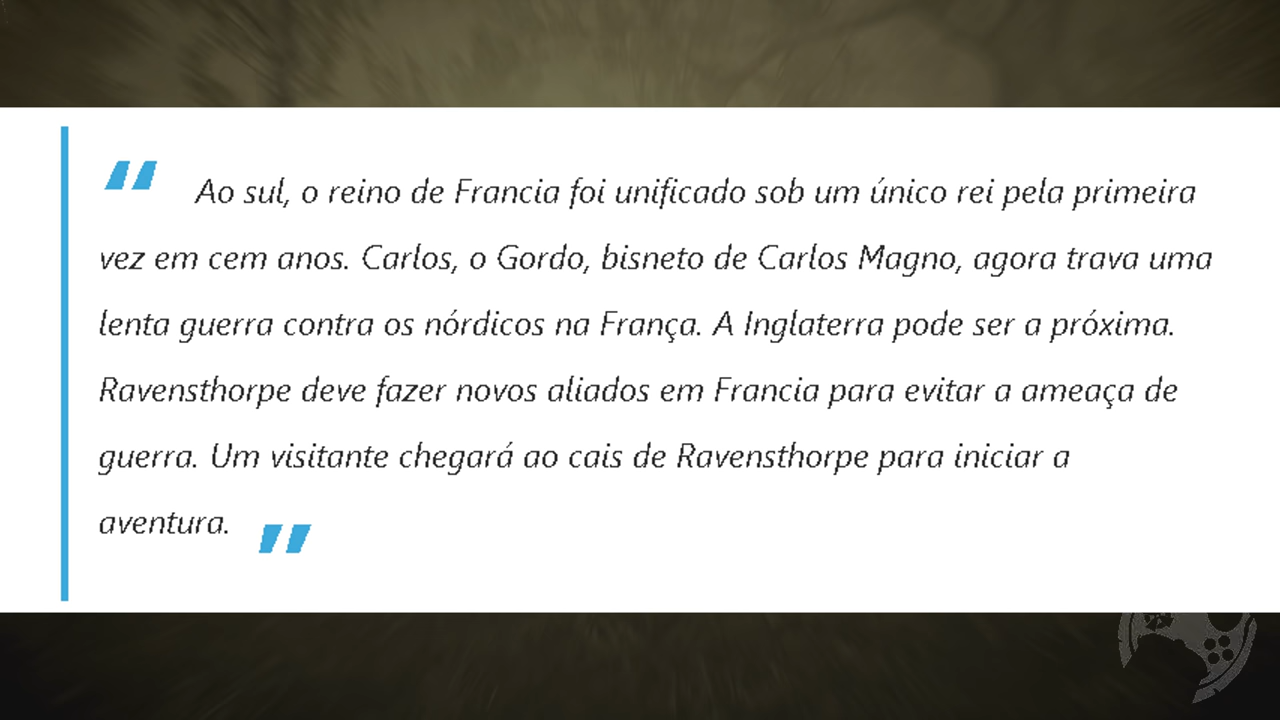 “ Ao sul, o reino de Francia foi unificado sob um único rei pela primeira
vez em cem anos. Carlos, o Gordo, bisneto de Carlos Magno, agora trava uma
lenta guerra contra os nórdicos na França. A Inglaterra pode ser a próxima.
Ravensthorpe deve fazer novos aliados em Francia para evitar a ameaça de
guerra. Um visitante chegará ao cais de Ravensthorpe para iniciar a
aventura. ”